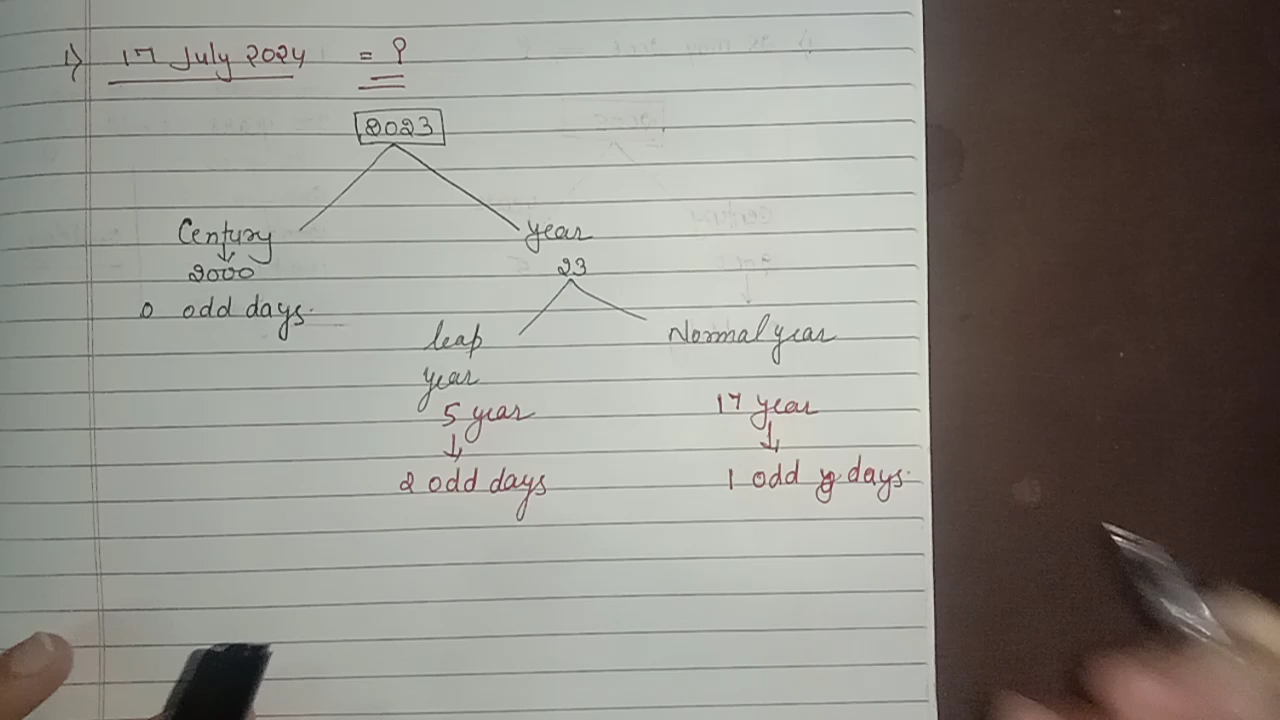 1) 17 July 2024 = ?
2023
Century year
2000 23
0 odd days.
leap Normal year
year
5 year 17 year
2 odd days 1 odd days.